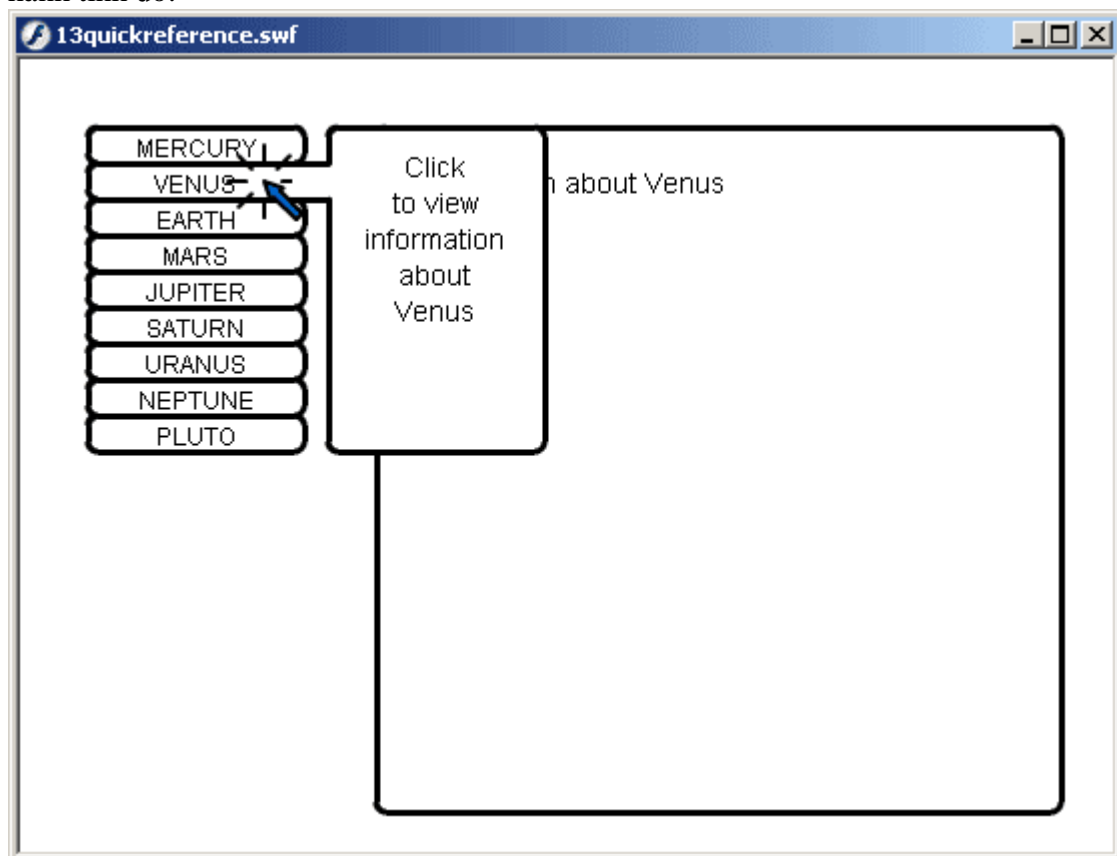 13quickreference.swf
MERCURY
VENUS
EARTH
MARS
JUPITER
SATURN
URANUS
NEPTUNE
PLUTO
Click
to view
information
about
Venus
about Venus